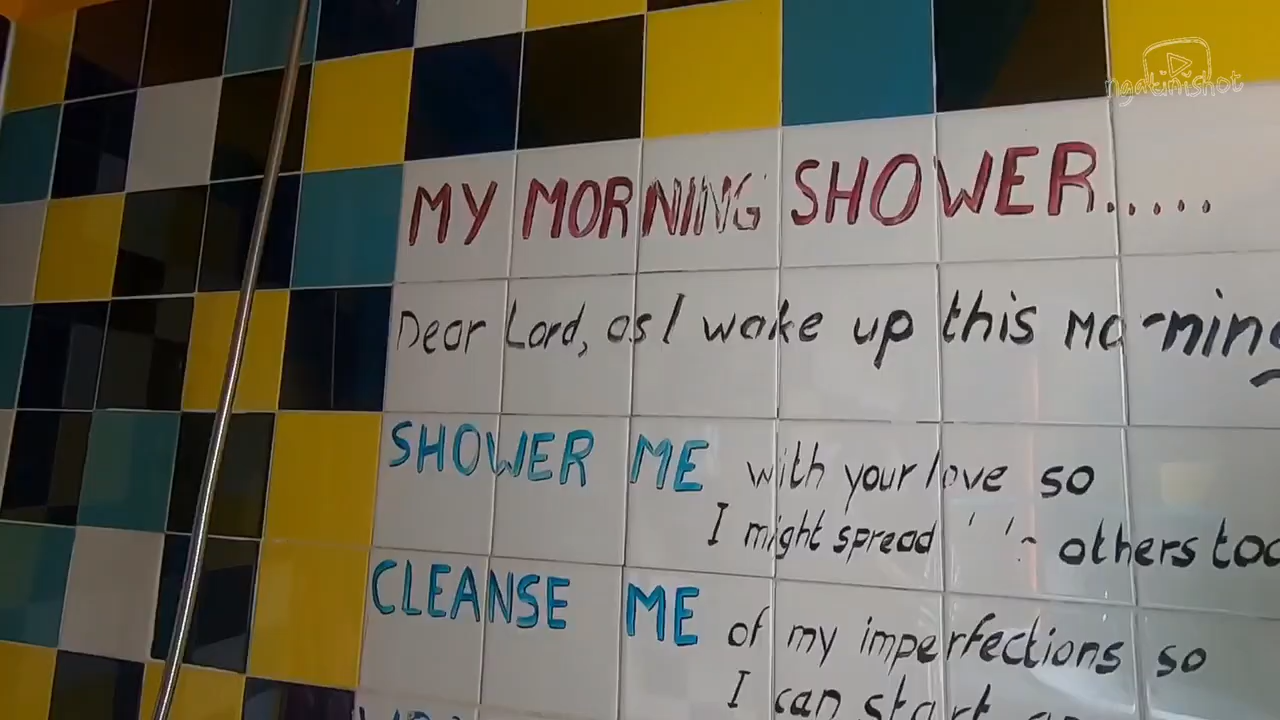 ngatinishot
MY MORNING SHOWER.....
Dear Lord, as I wake up this Morning
SHOWER ME with your love so
I might spread others too
CLEANSE ME of my imperfections so
I can start